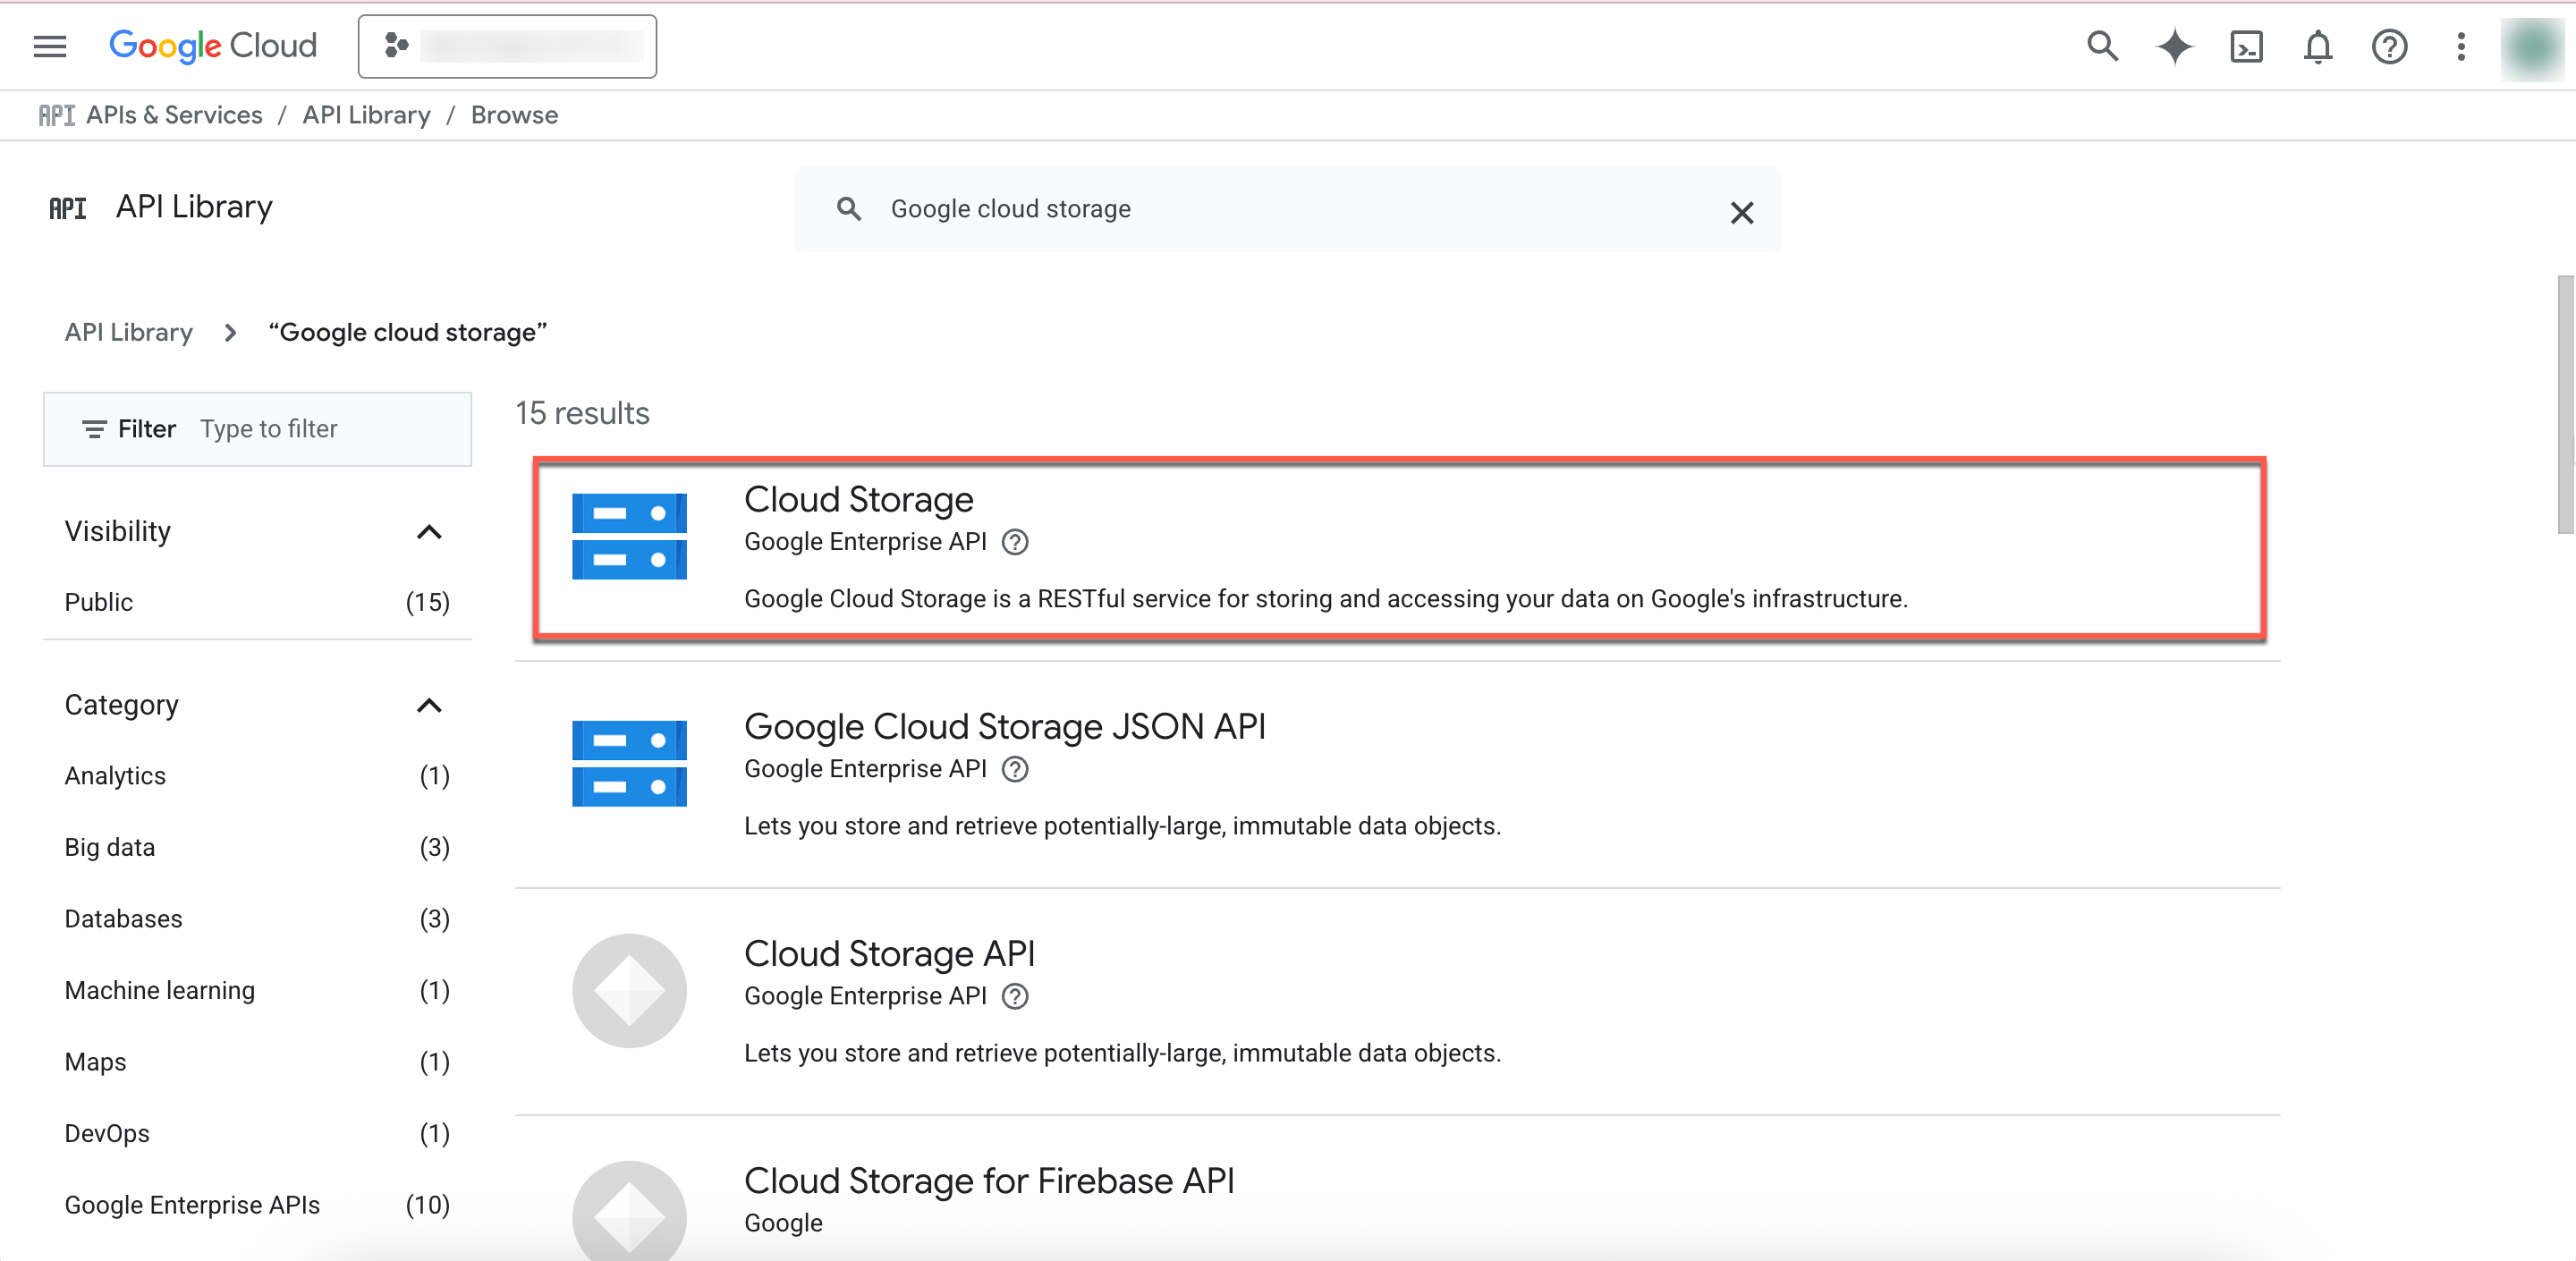 Google Cloud
API APIs & Services / API Library / Browse
API API Library
Google cloud storage
API Library > “Google cloud storage”
Filter Type to filter
Visibility
Public (15)
Category
Analytics (1)
Big data (3)
Databases (3)
Machine learning (1)
Maps (1)
DevOps (1)
Google Enterprise APIs (10)
15 results
Cloud Storage
Google Enterprise API
Google Cloud Storage is a RESTful service for storing and accessing your data on Google's infrastructure.
Google Cloud Storage JSON API
Google Enterprise API
Lets you store and retrieve potentially-large, immutable data objects.
Cloud Storage API
Google Enterprise API
Lets you store and retrieve potentially-large, immutable data objects.
Cloud Storage for Firebase API
Google